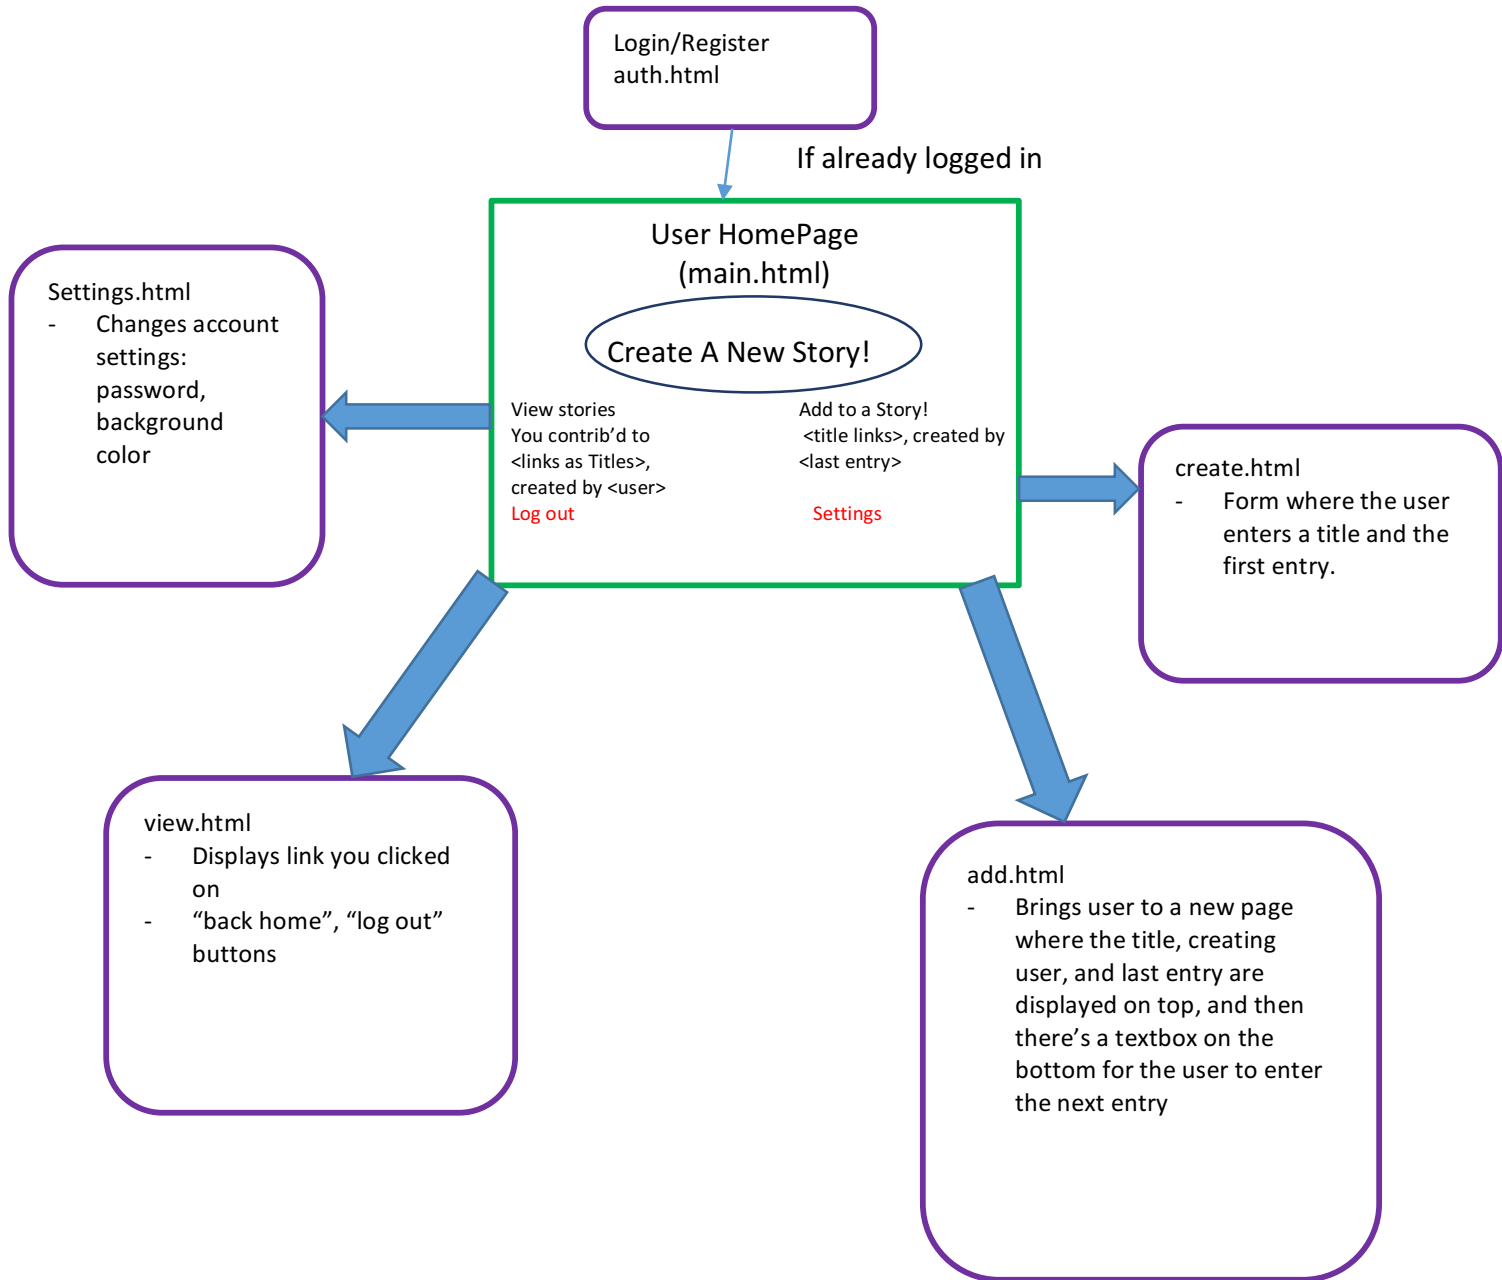 Login/Register
auth.html
If already logged in
User HomePage
(main.html)
Create A New Story!
View stories
You contrib’d to
<links as Titles>,
created by <user>
Log out
Add to a Story!
<title links>, created by
<last entry>
Settings
Settings.html
- Changes account
settings:
password,
background
color
create.html
- Form where the user
enters a title and the
first entry.
view.html
- Displays link you clicked
on
- “back home”, “log out”
buttons
add.html
- Brings user to a new page
where the title, creating
user, and last entry are
displayed on top, and then
there’s a textbox on the
bottom for the user to enter
the next entry